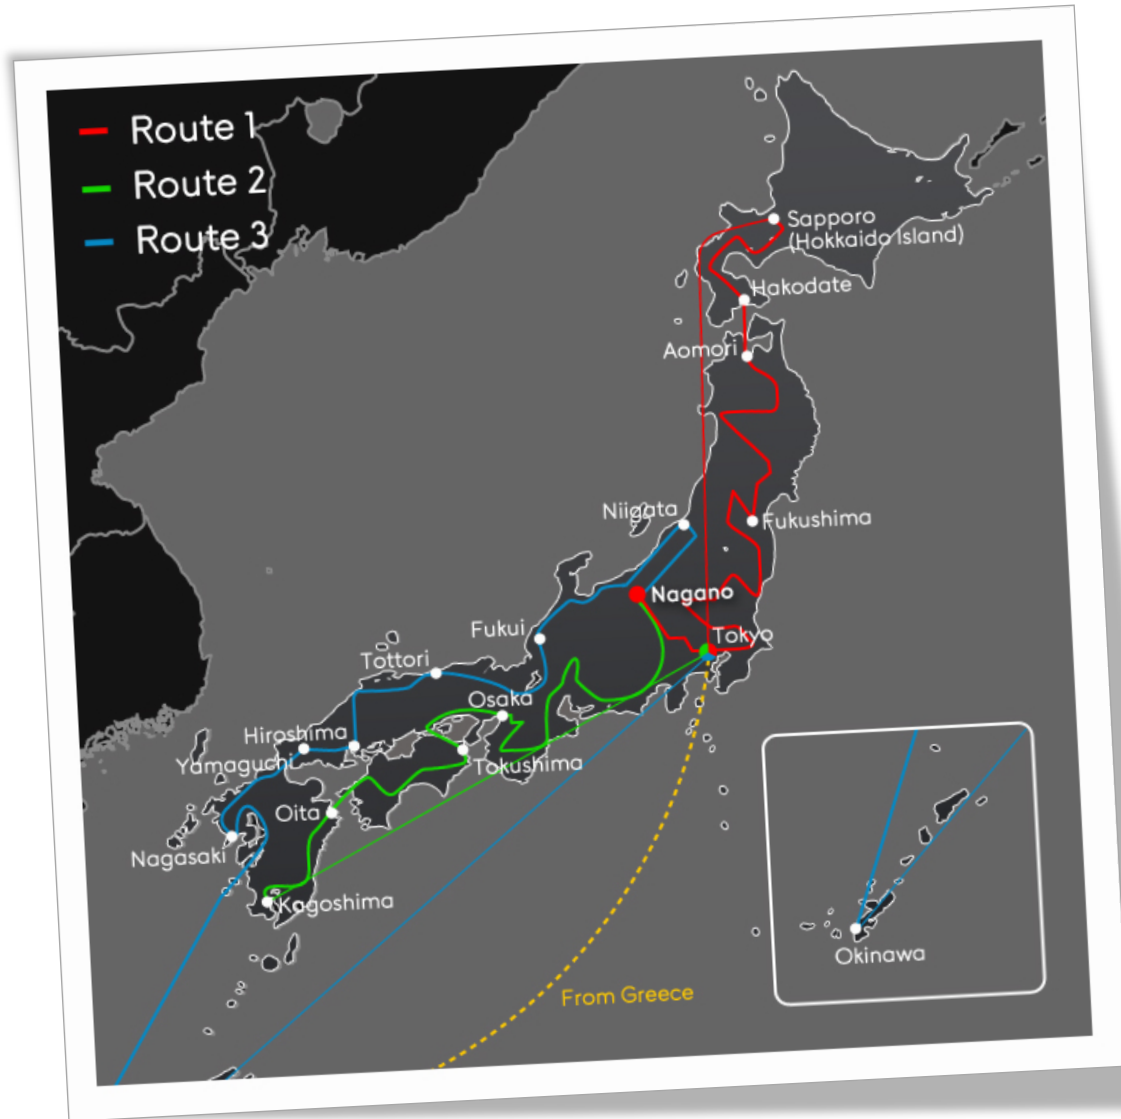 Route 1
Route 2
Route 3
Sapporo
(Hokkaido Island)
Hakodate
Aomori
Niigata
Fukushima
Nagano
Fukui
Tokyo
Tottori
Osaka
Hiroshima
Yamaguchi
Tokushima
Oita
Nagasaki
Kagoshima
Okinawa
From Greece